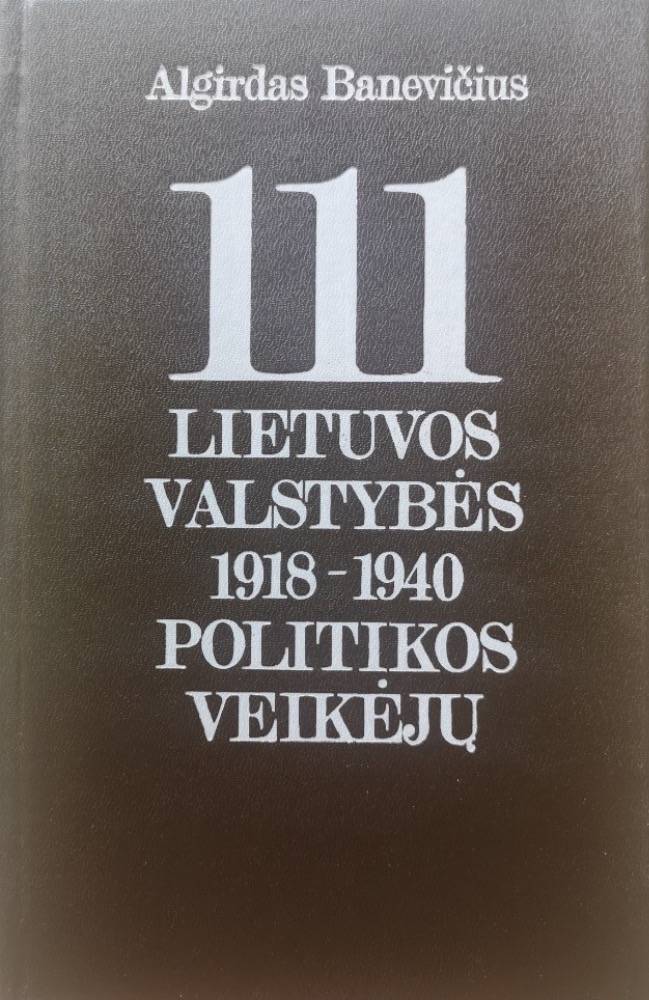 Algirdas Banevičius
111
LIETUVOS
VALSTYBĖS
1918-1940
POLITIKOS
VEIKĖJŲ